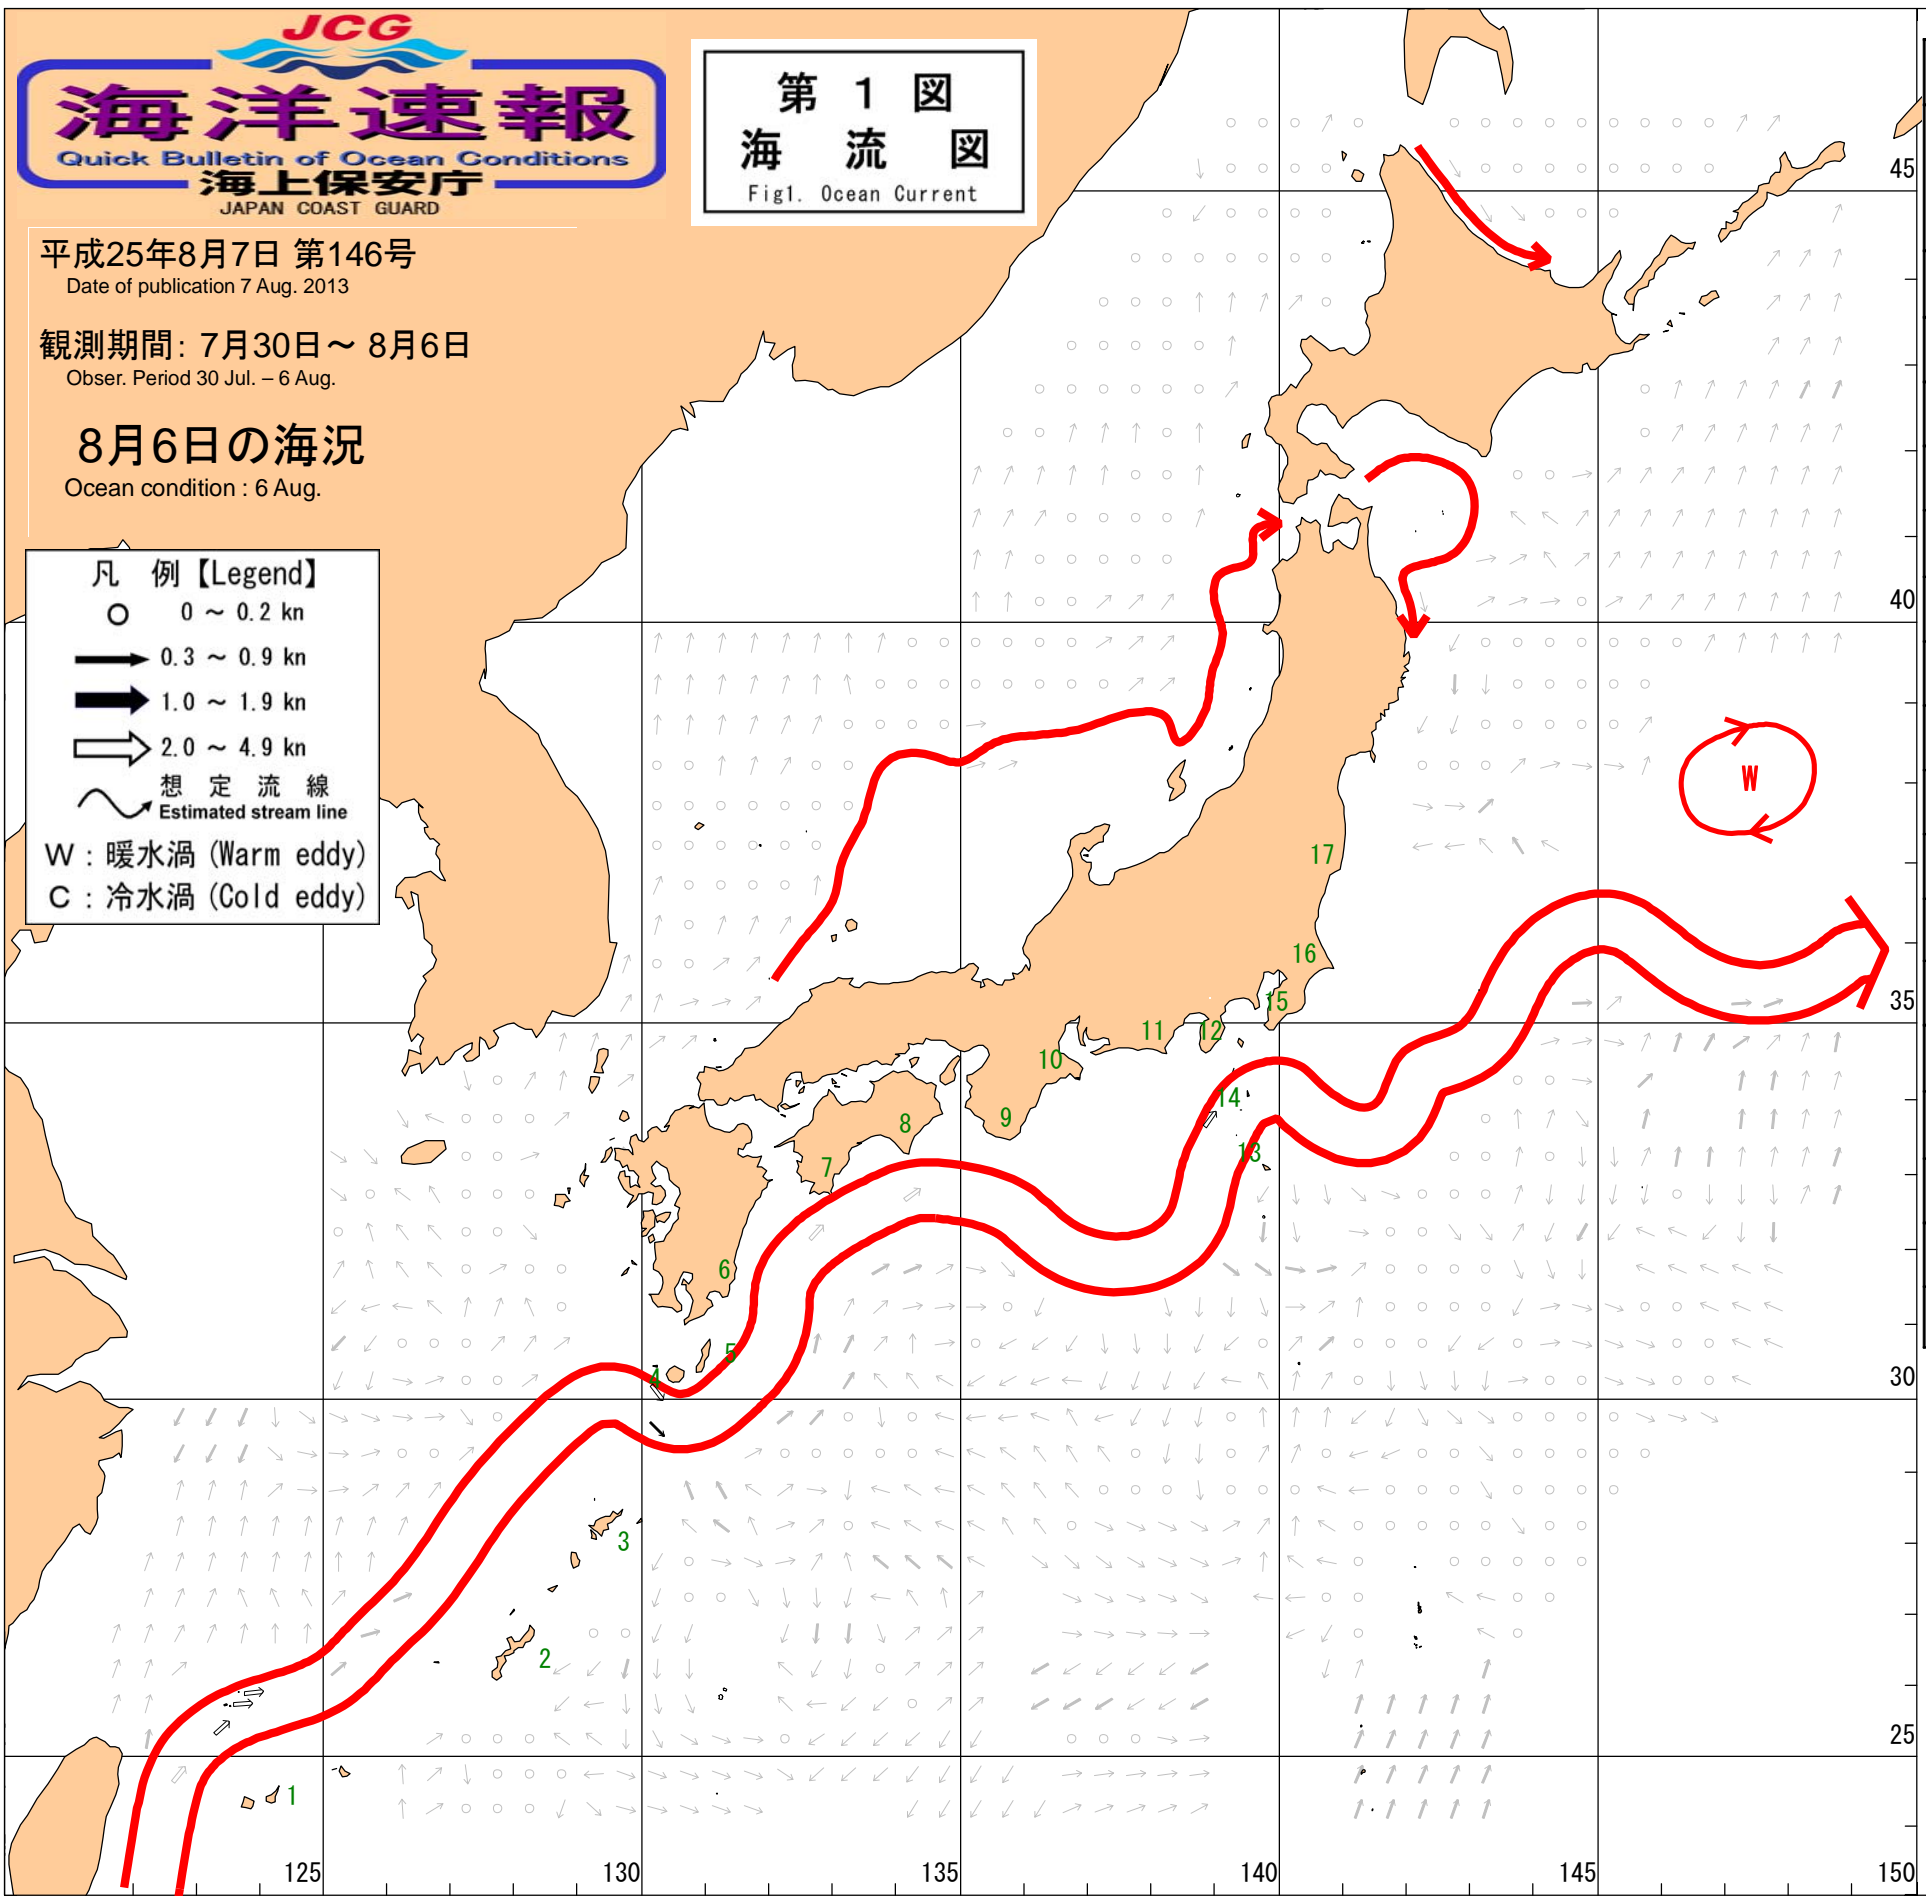 JCG
海洋速報
Quick Bulletin of Ocean Conditions
海上保安庁
JAPAN COAST GUARD
第 1 図
海 流 図
Fig1. Ocean Current
平成25年8月7日 第146号
Date of publication 7 Aug. 2013
観測期間: 7月30日~ 8月6日
Obser. Period 30 Jul. – 6 Aug.
8月6日の海況
Ocean condition : 6 Aug.
凡 例【Legend】
0 ~ 0.2 kn
0.3 ~ 0.9 kn
1.0 ~ 1.9 kn
2.0 ~ 4.9 kn
想 定 流 線
Estimated stream line
W : 暖水渦 (Warm eddy)
C : 冷水渦 (Cold eddy)
45
40
W
17
16
35
15
12
11
10
14
9
8
13
7
6
5
4
30
3
2
25
1
125
130
135
140
145
150